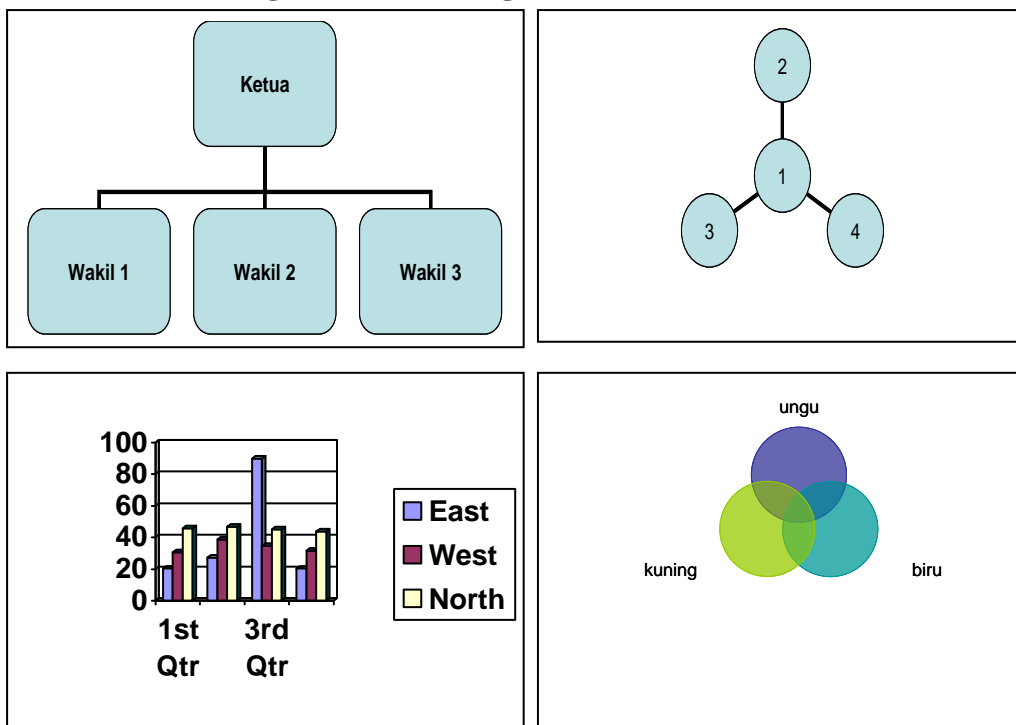 Ketua
Wakil 1
Wakil 2
Wakil 3
2
1
3
4
100
80
60
40
20
0
1st
Qtr
3rd
Qtr
East
West
North
ungu
kuning
biru